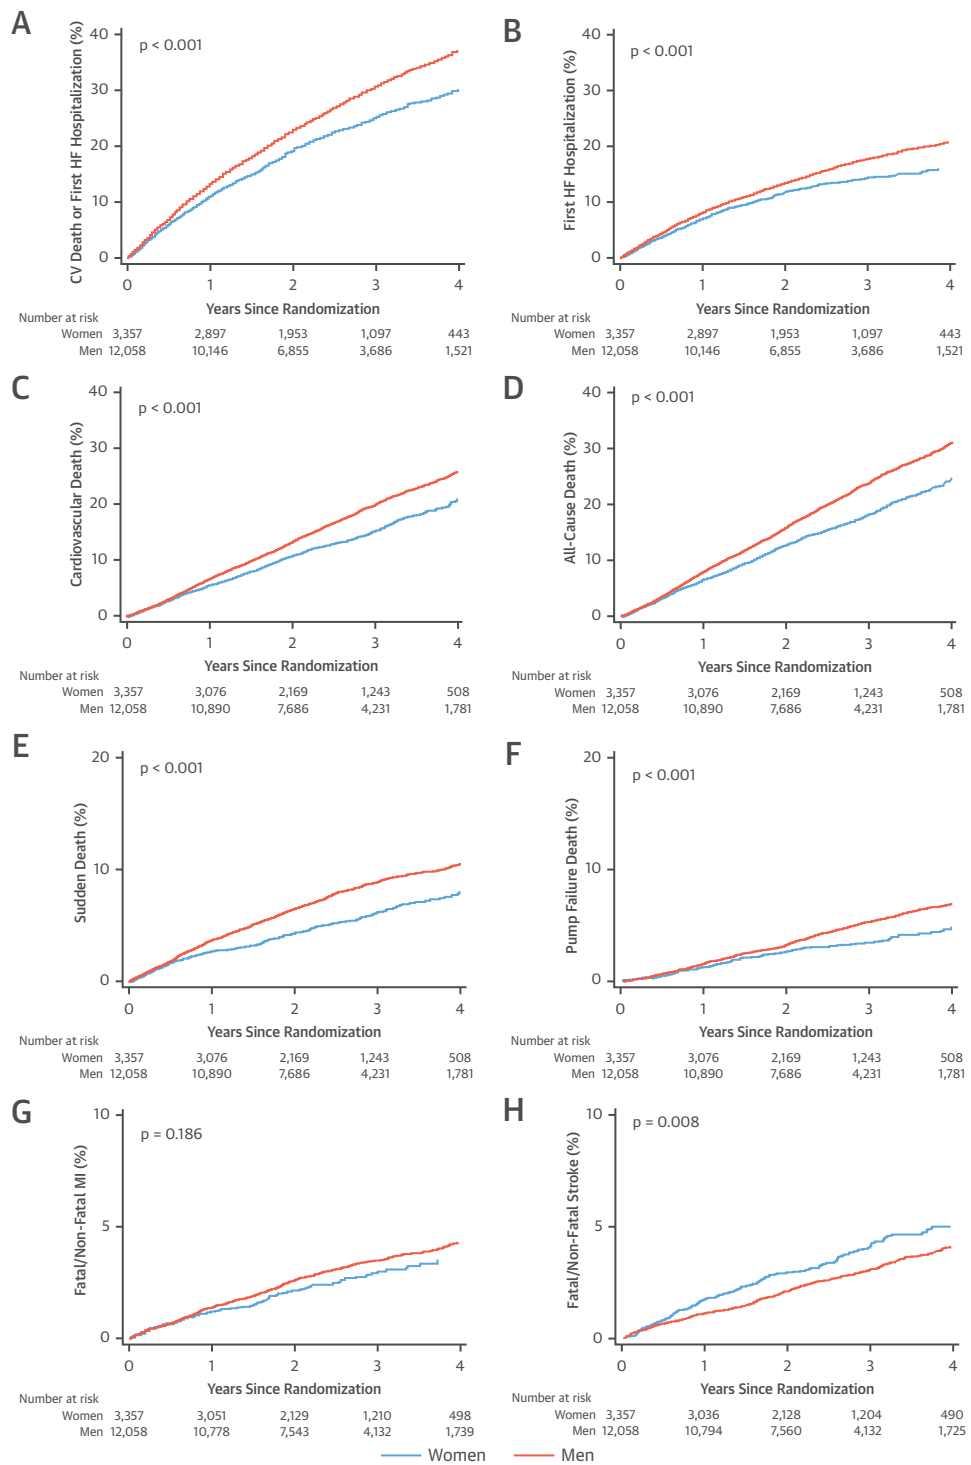 A
CV Death or First HF Hospitalization (%)
p < 0.001
40
30
20
10
0
0 1 2 3 4
Years Since Randomization
Number at risk
Women 3,357 2,897 1,953 1,097 443
Men 12,058 10,146 6,855 3,686 1,521
B
First HF Hospitalization (%)
p < 0.001
40
30
20
10
0
0 1 2 3 4
Years Since Randomization
Number at risk
Women 3,357 2,897 1,953 1,097 443
Men 12,058 10,146 6,855 3,686 1,521
C
Cardiovascular Death (%)
p < 0.001
40
30
20
10
0
0 1 2 3 4
Years Since Randomization
Number at risk
Women 3,357 3,076 2,169 1,243 508
Men 12,058 10,890 7,686 4,231 1,781
D
All-Cause Death (%)
p < 0.001
40
30
20
10
0
0 1 2 3 4
Years Since Randomization
Number at risk
Women 3,357 3,076 2,169 1,243 508
Men 12,058 10,890 7,686 4,231 1,781
E
Sudden Death (%)
p < 0.001
20
10
0
0 1 2 3 4
Years Since Randomization
Number at risk
Women 3,357 3,076 2,169 1,243 508
Men 12,058 10,890 7,686 4,231 1,781
F
Pump Failure Death (%)
p < 0.001
20
10
0
0 1 2 3 4
Years Since Randomization
Number at risk
Women 3,357 3,076 2,169 1,243 508
Men 12,058 10,890 7,686 4,231 1,781
G
Fatal/Non-Fatal MI (%)
p = 0.186
10
5
0
0 1 2 3 4
Years Since Randomization
Number at risk
Women 3,357 3,051 2,129 1,210 498
Men 12,058 10,778 7,543 4,132 1,739
H
Fatal/Non-Fatal Stroke (%)
p = 0.008
10
5
0
0 1 2 3 4
Years Since Randomization
Number at risk
Women 3,357 3,036 2,128 1,204 490
Men 12,058 10,794 7,560 4,132 1,725
Women Men